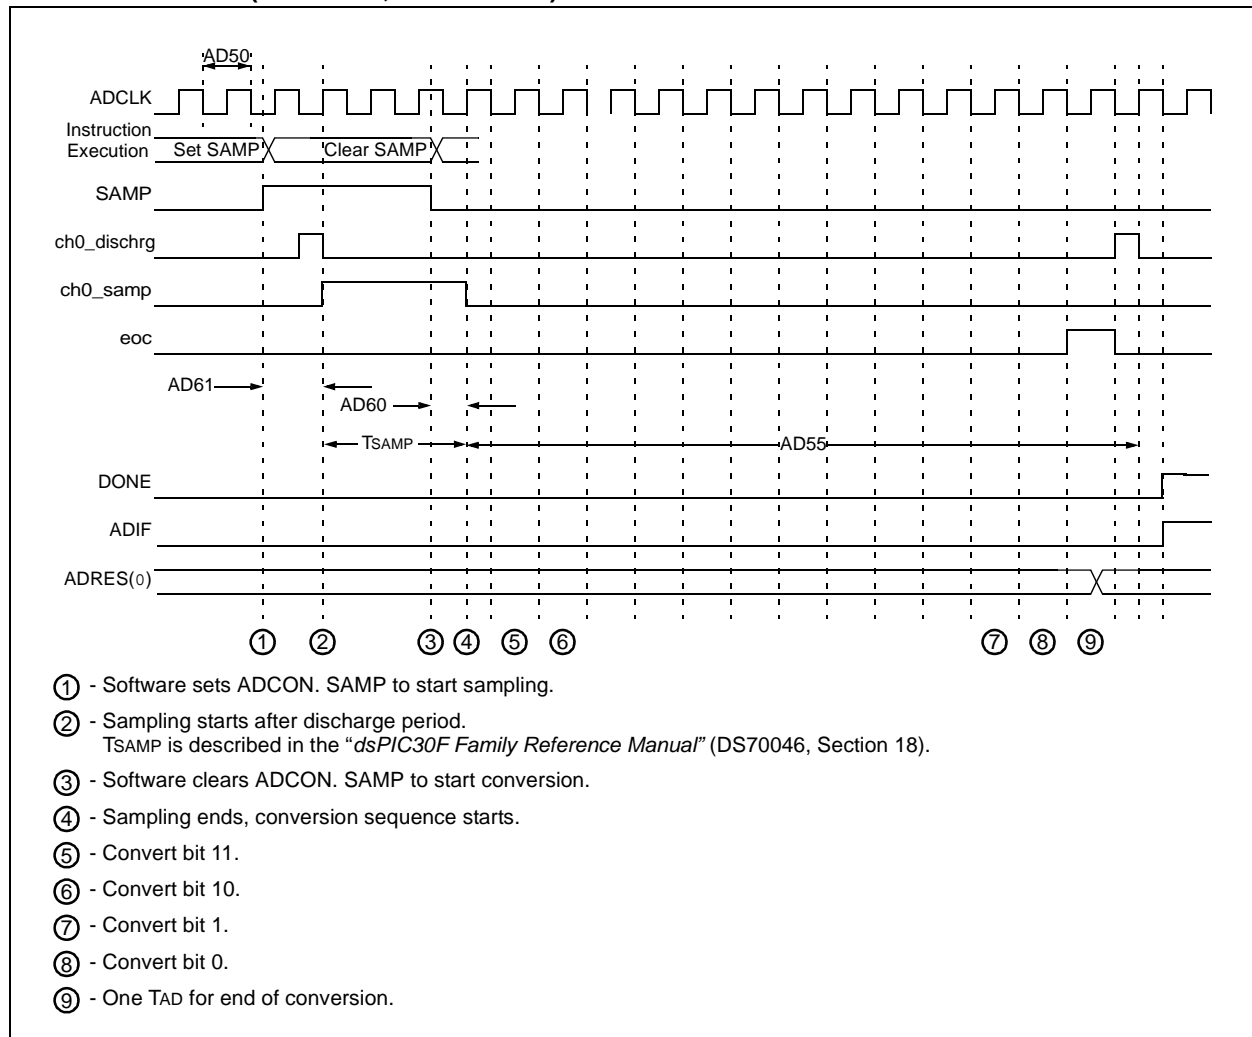 AD50
ADCLK
Instruction
Execution
Set SAMP
Clear SAMP
SAMP
ch0_dischrg
ch0_samp
eoc
AD61
AD60
TSAMP
AD55
DONE
ADIF
ADRES(0)
1 2 3 4 5 6 7 8 9
1 - Software sets ADCON. SAMP to start sampling.
2 - Sampling starts after discharge period.
TSAMP is described in the “dsPIC30F Family Reference Manual” (DS70046, Section 18).
3 - Software clears ADCON. SAMP to start conversion.
4 - Sampling ends, conversion sequence starts.
5 - Convert bit 11.
6 - Convert bit 10.
7 - Convert bit 1.
8 - Convert bit 0.
9 - One TAD for end of conversion.